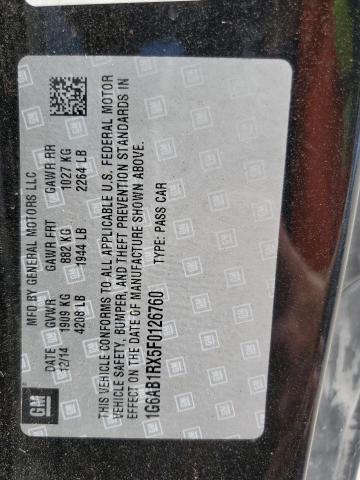 MFD BY GENERAL MOTORS LLC
DATE GVWR GAWR FRT GAWR RR
12/14 1909 KG 882 KG 1027 KG
4208 LB 1944 LB 2264 LB
THIS VEHICLE CONFORMS TO ALL APPLICABLE U.S. FEDERAL MOTOR
VEHICLE SAFETY, BUMPER, AND THEFT PREVENTION STANDARDS IN
EFFECT ON THE DATE OF MANUFACTURE SHOWN ABOVE.
1G6AB1RX5F0126760 TYPE: PASS CAR
GM